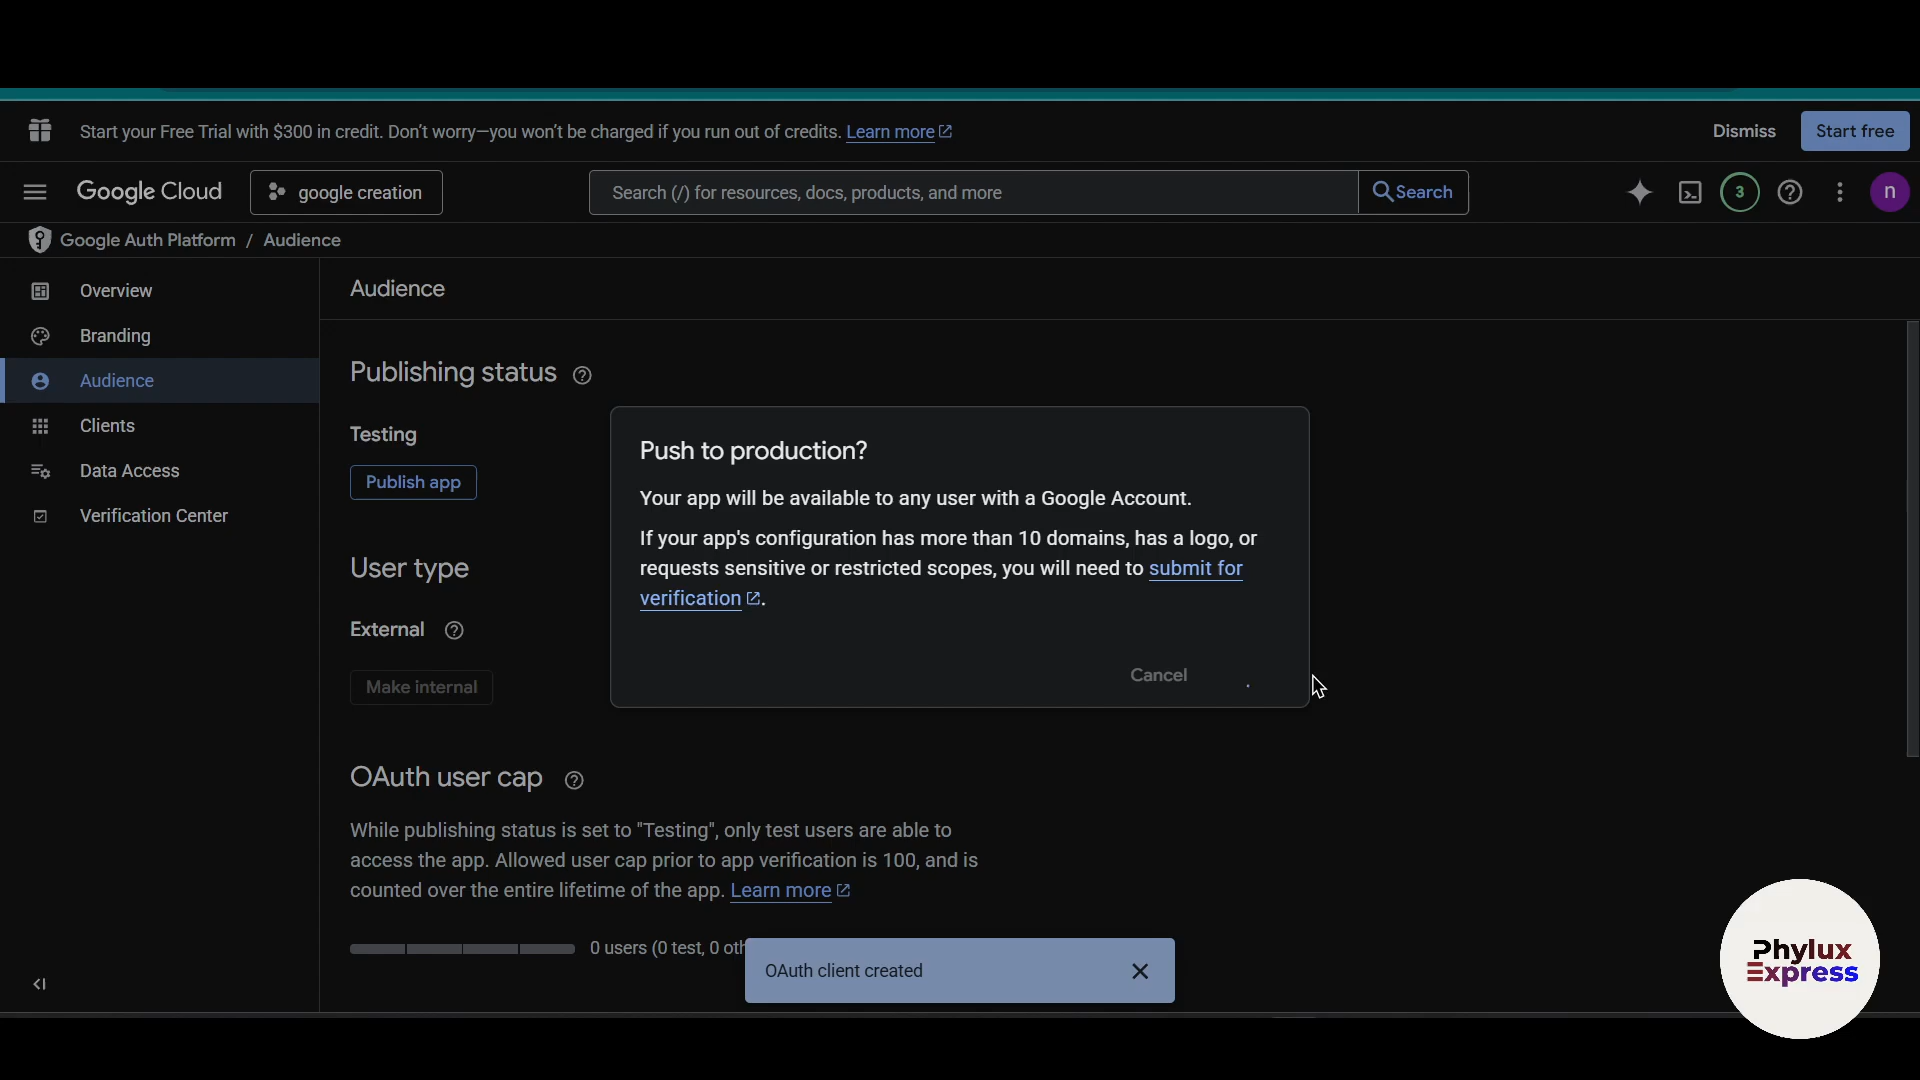 Start your Free Trial with $300 in credit. Don't worry—you won't be charged if you run out of credits. Learn more
Dismiss
Start free
Google Cloud
google creation
Search (/) for resources, docs, products, and more
Search
3
n
Google Auth Platform / Audience
Overview
Branding
Audience
Clients
Data Access
Verification Center
Audience
Publishing status
Testing
Publish app
User type
External
Make internal
OAuth user cap
While publishing status is set to "Testing", only test users are able to
access the app. Allowed user cap prior to app verification is 100, and is
counted over the entire lifetime of the app. Learn more
0 users (0 test, 0 oth
Push to production?
Your app will be available to any user with a Google Account.
If your app's configuration has more than 10 domains, has a logo, or
requests sensitive or restricted scopes, you will need to submit for
verification.
Cancel
OAuth client created
Phylux
Express